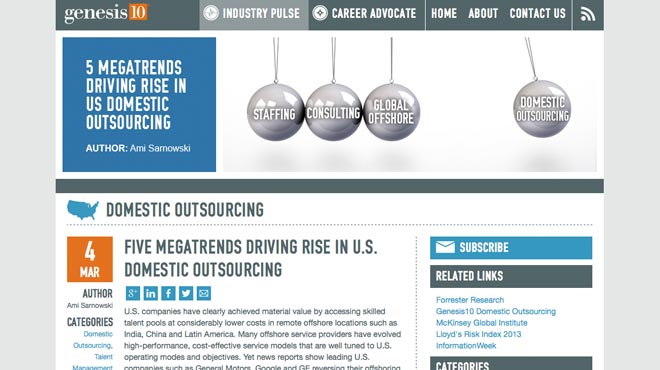 genesis10
INDUSTRY PULSE
CAREER ADVOCATE
HOME
ABOUT
CONTACT US
5 MEGATRENDS
DRIVING RISE IN
US DOMESTIC
OUTSOURCING
AUTHOR: Ami Sarnowski
STAFFING
CONSULTING
GLOBAL
OFFSHORE
DOMESTIC
OUTSOURCING
DOMESTIC OUTSOURCING
4
MAR
AUTHOR
Ami Sarnowski
CATEGORIES
Domestic
Outsourcing,
Talent
Management
FIVE MEGATRENDS DRIVING RISE IN U.S.
DOMESTIC OUTSOURCING
U.S. companies have clearly achieved material value by accessing skilled
talent pools at considerably lower costs in remote offshore locations such as
India, China and Latin America. Many offshore service providers have evolved
high-performance, cost-effective service models that are well tuned to U.S.
operating modes and objectives. Yet news reports show leading U.S.
companies such as General Motors, Google and GE reversing their offshoring
SUBSCRIBE
RELATED LINKS
Forrester Research
Genesis10 Domestic Outsourcing
McKinsey Global Institute
Lloyd's Risk Index 2013
InformationWeek
CATEGORIES